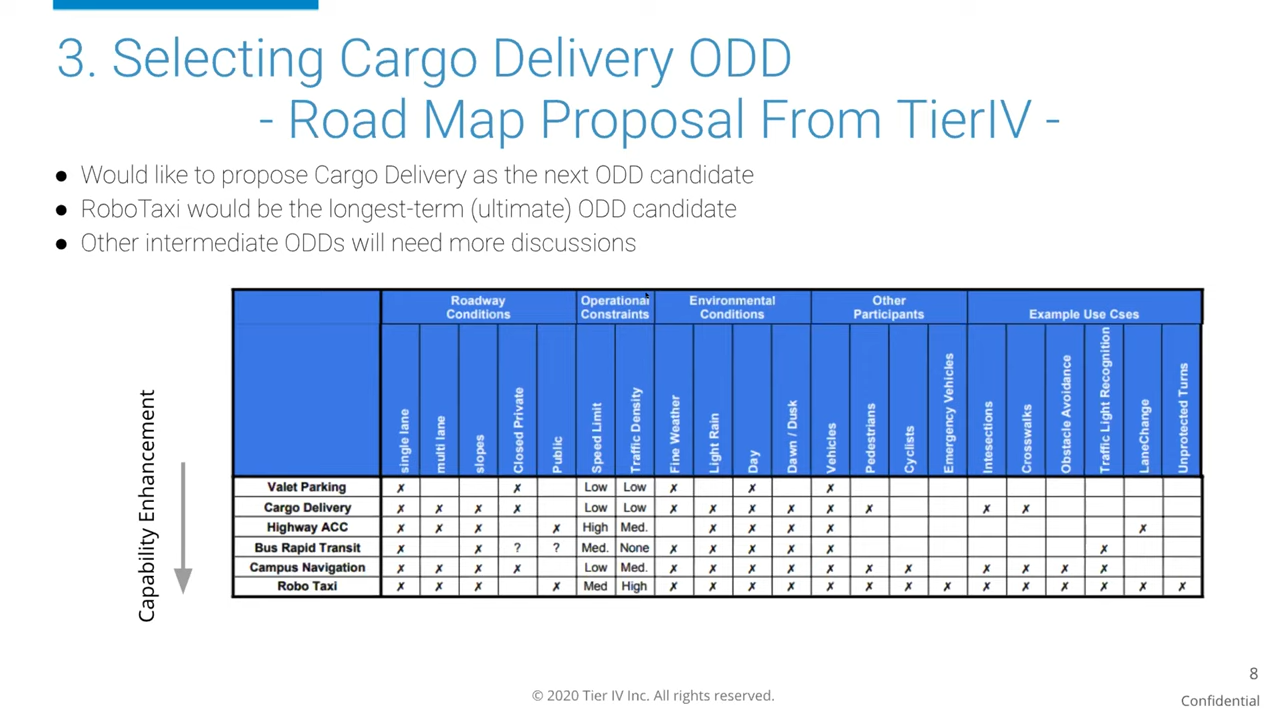 3. Selecting Cargo Delivery ODD
- Road Map Proposal From TierIV -
● Would like to propose Cargo Delivery as the next ODD candidate
● RoboTaxi would be the longest-term (ultimate) ODD candidate
● Other intermediate ODDs will need more discussions
Capability Enhancement
Roadway Conditions | Operational Constraints | Environmental Conditions | Other Participants | Example Use Cses
single lane | multi lane | slopes | Closed Private | Public | Speed Limit | Traffic Density | Fine Weather | Light Rain | Day | Dawn / Dusk | Vehicles | Pedestrians | Cyclists | Emergency Vehicles | Intesections | Crosswalks | Obstacle Avoidance | Traffic Light Recognition | LaneChange | Unprotected Turns
Valet Parking | ✗ | | | ✗ | | Low | Low | ✗ | | ✗ | | ✗ | | | | | | | | |
Cargo Delivery | ✗ | ✗ | ✗ | ✗ | | Low | Low | ✗ | ✗ | ✗ | ✗ | ✗ | ✗ | | | ✗ | ✗ | | | |
Highway ACC | ✗ | ✗ | ✗ | | ✗ | High | Med. | | ✗ | ✗ | ✗ | ✗ | | | | | | | | ✗ |
Bus Rapid Transit | ✗ | | ✗ | ? | ? | Med. | None | ✗ | ✗ | ✗ | ✗ | ✗ | | | | | | | ✗ | |
Campus Navigation | ✗ | ✗ | ✗ | ✗ | | Low | Med. | ✗ | ✗ | ✗ | ✗ | ✗ | ✗ | ✗ | | ✗ | ✗ | ✗ | ✗ | |
Robo Taxi | ✗ | ✗ | ✗ | | ✗ | Med | High | ✗ | ✗ | ✗ | ✗ | ✗ | ✗ | ✗ | ✗ | ✗ | ✗ | ✗ | ✗ | ✗ | ✗
8
© 2020 Tier IV Inc. All rights reserved.
Confidential